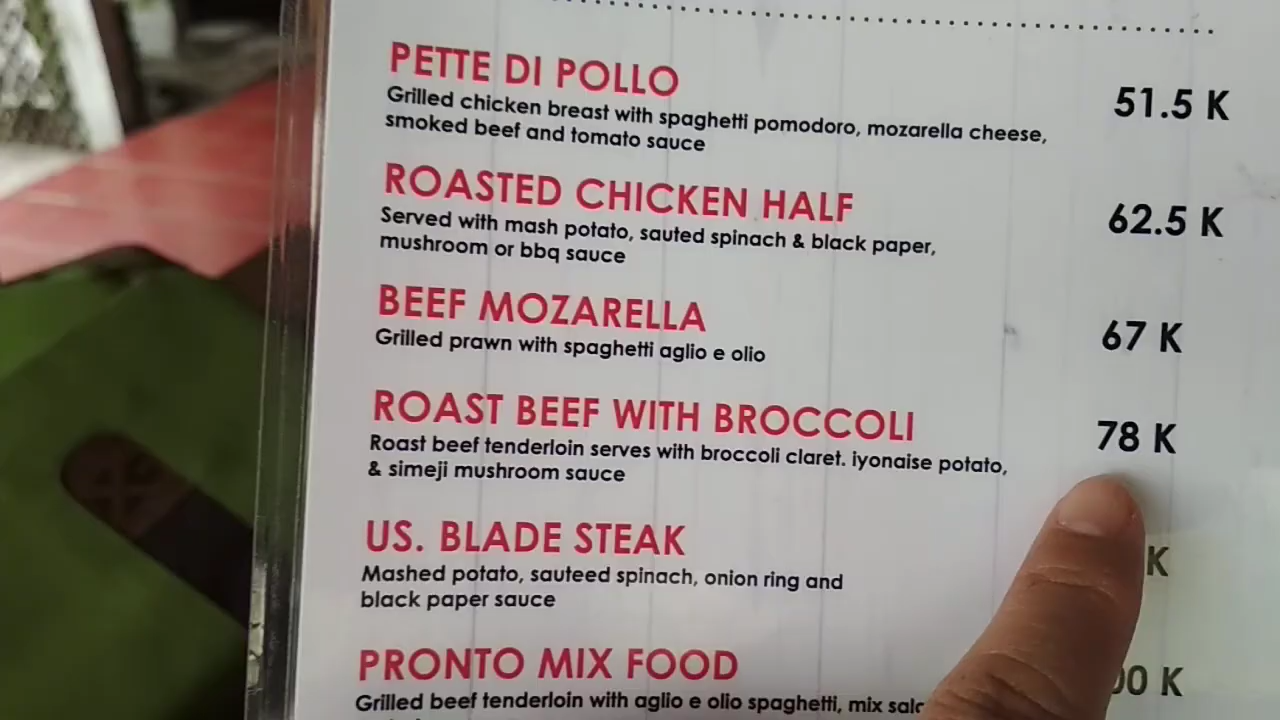 PETTE DI POLLO
51.5 K
Grilled chicken breast with spaghetti pomodoro, mozarella cheese,
smoked beef and tomato sauce
ROASTED CHICKEN HALF
62.5 K
Served with mash potato, sauted spinach & black paper,
mushroom or bbq sauce
BEEF MOZARELLA
67 K
Grilled prawn with spaghetti aglio e olio
ROAST BEEF WITH BROCCOLI
78 K
Roast beef tenderloin serves with broccoli claret. iyonaise potato,
& simeji mushroom sauce
US. BLADE STEAK
K
Mashed potato, sauteed spinach, onion ring and
black paper sauce
PRONTO MIX FOOD
K
Grilled beef tenderloin with aglio e olio spaghetti, mix